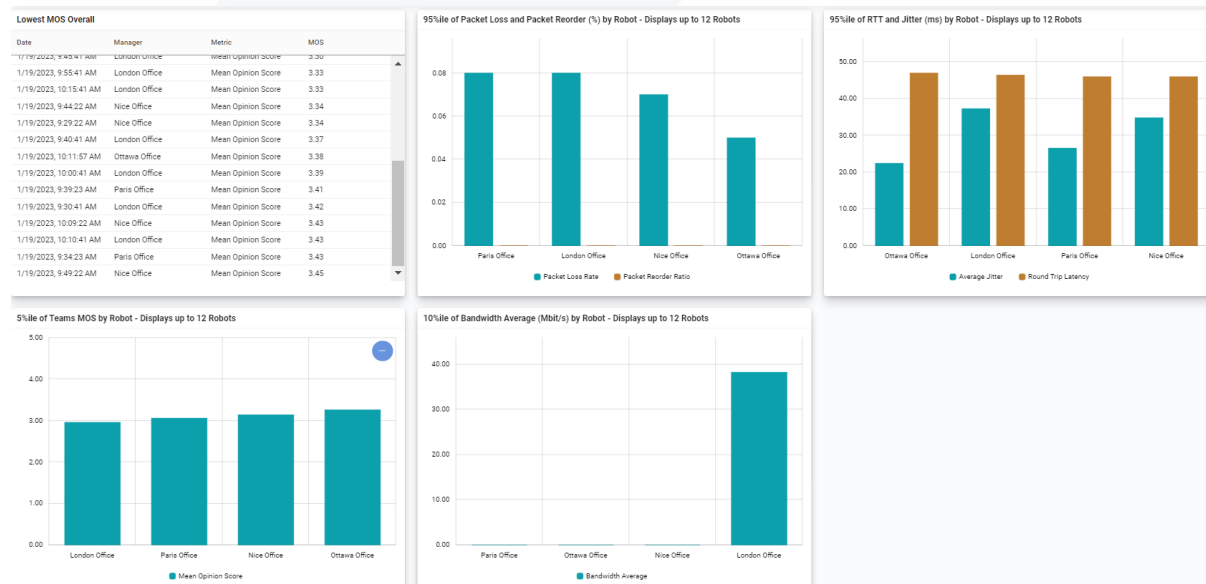 Lowest MOS Overall
Date Manager Metric MOS
1/19/2023, 9:45:41 AM London Office Mean Opinion Score 3.30
1/19/2023, 9:55:41 AM London Office Mean Opinion Score 3.33
1/19/2023, 10:15:41 AM London Office Mean Opinion Score 3.33
1/19/2023, 9:44:22 AM Nice Office Mean Opinion Score 3.34
1/19/2023, 9:29:22 AM Nice Office Mean Opinion Score 3.34
1/19/2023, 9:40:41 AM London Office Mean Opinion Score 3.37
1/19/2023, 10:11:57 AM Ottawa Office Mean Opinion Score 3.38
1/19/2023, 10:00:41 AM London Office Mean Opinion Score 3.39
1/19/2023, 9:39:23 AM Paris Office Mean Opinion Score 3.41
1/19/2023, 9:30:41 AM London Office Mean Opinion Score 3.42
1/19/2023, 10:09:22 AM Nice Office Mean Opinion Score 3.43
1/19/2023, 10:10:41 AM London Office Mean Opinion Score 3.43
1/19/2023, 9:34:23 AM Paris Office Mean Opinion Score 3.43
1/19/2023, 9:49:22 AM Nice Office Mean Opinion Score 3.45
95%ile of Packet Loss and Packet Reorder (%) by Robot - Displays up to 12 Robots
0.08
0.06
0.04
0.02
0.00
Paris Office London Office Nice Office Ottawa Office
Packet Loss Rate Packet Reorder Ratio
95%ile of RTT and Jitter (ms) by Robot - Displays up to 12 Robots
50.00
40.00
30.00
20.00
10.00
0.00
Ottawa Office London Office Paris Office Nice Office
Average Jitter Round Trip Latency
5%ile of Teams MOS by Robot - Displays up to 12 Robots
5.00
4.00
3.00
2.00
1.00
0.00
London Office Paris Office Nice Office Ottawa Office
Mean Opinion Score
10%ile of Bandwidth Average (Mbit/s) by Robot - Displays up to 12 Robots
40.00
30.00
20.00
10.00
0.00
Paris Office Ottawa Office Nice Office London Office
Bandwidth Average